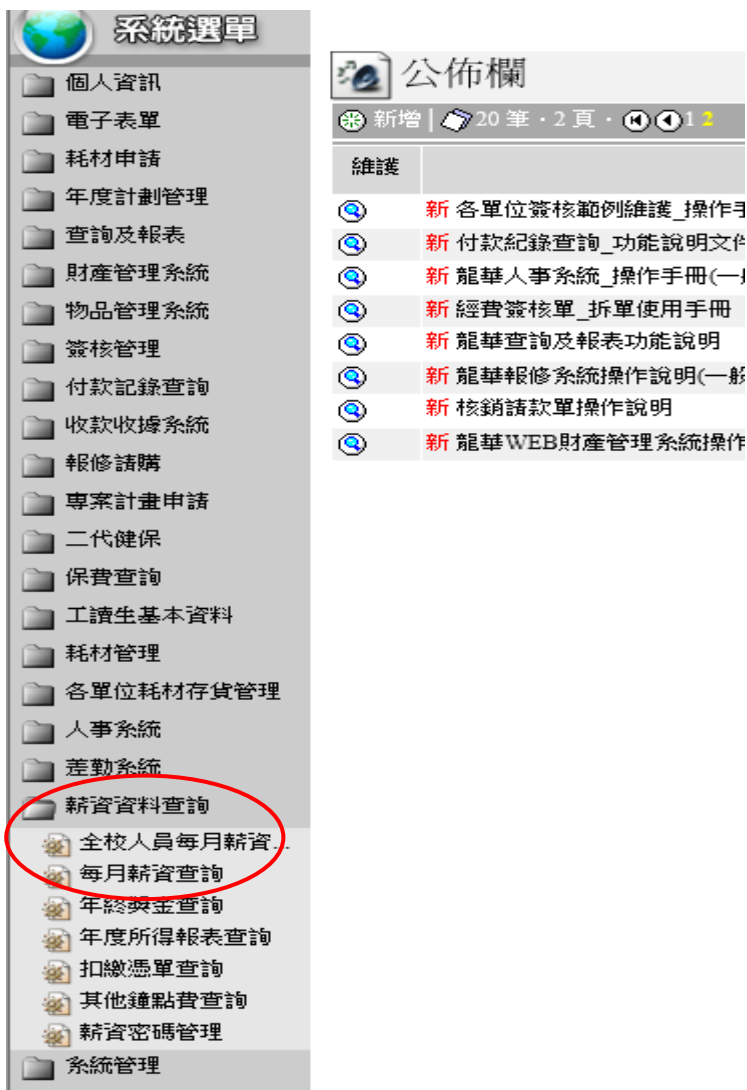 系統選單
個人資訊
電子表單
耗材申請
年度計劃管理
查詢及報表
財產管理系統
物品管理系統
簽核管理
付款記錄查詢
收款收據系統
報修請購
專案計畫申請
二代健保
保費查詢
工讀生基本資料
耗材管理
各單位耗材存貨管理
人事系統
差勤系統
薪資資料查詢
全校人員每月薪資...
每月薪資查詢
年終獎金查詢
年度所得報表查詢
扣繳憑單查詢
其他鐘點費查詢
薪資密碼管理
系統管理
公佈欄
新增 | 20 筆 · 2 頁 · 1 2
維護
新 各單位簽核範例維護_操作手
新 付款紀錄查詢_功能說明文件
新 龍華人事系統_操作手冊(一般
新 經費簽核單_拆單使用手冊
新 龍華查詢及報表功能說明
新 龍華報修系統操作說明(一般
新 核銷請款單操作說明
新 龍華WEB財產管理系統操作